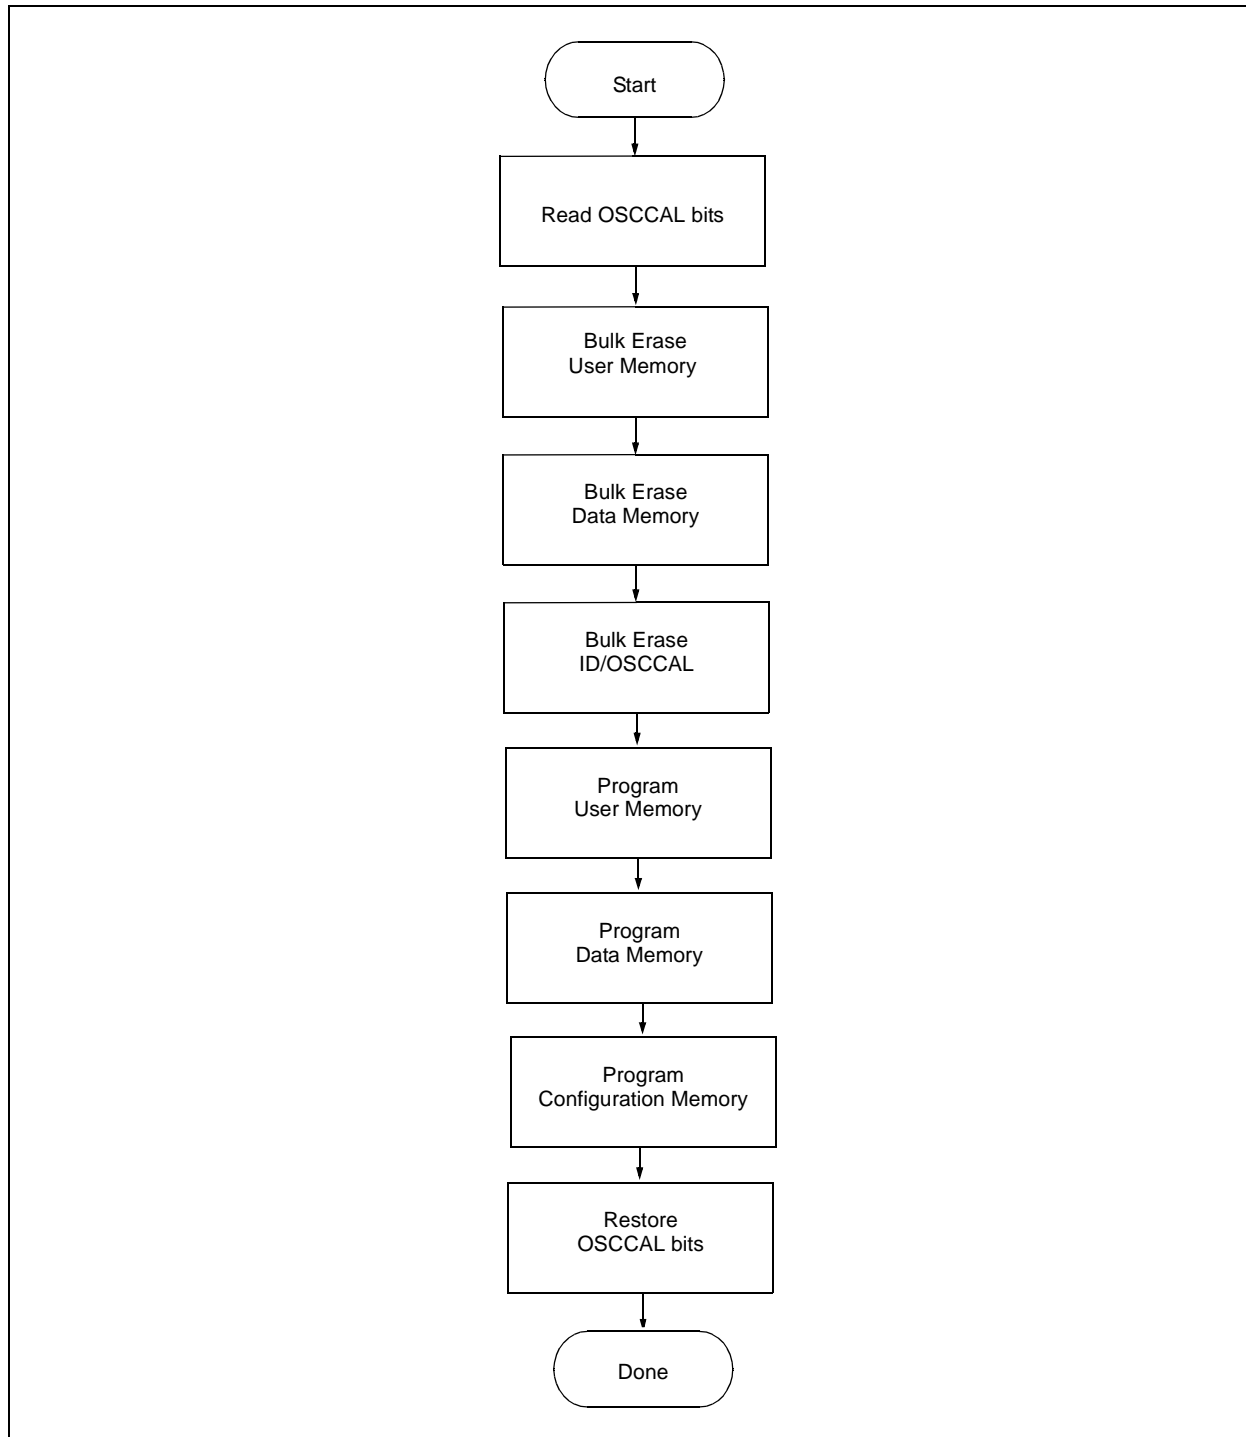 Start
Read OSCCAL bits
Bulk Erase
User Memory
Bulk Erase
Data Memory
Bulk Erase
ID/OSCCAL
Program
User Memory
Program
Data Memory
Program
Configuration Memory
Restore
OSCCAL bits
Done